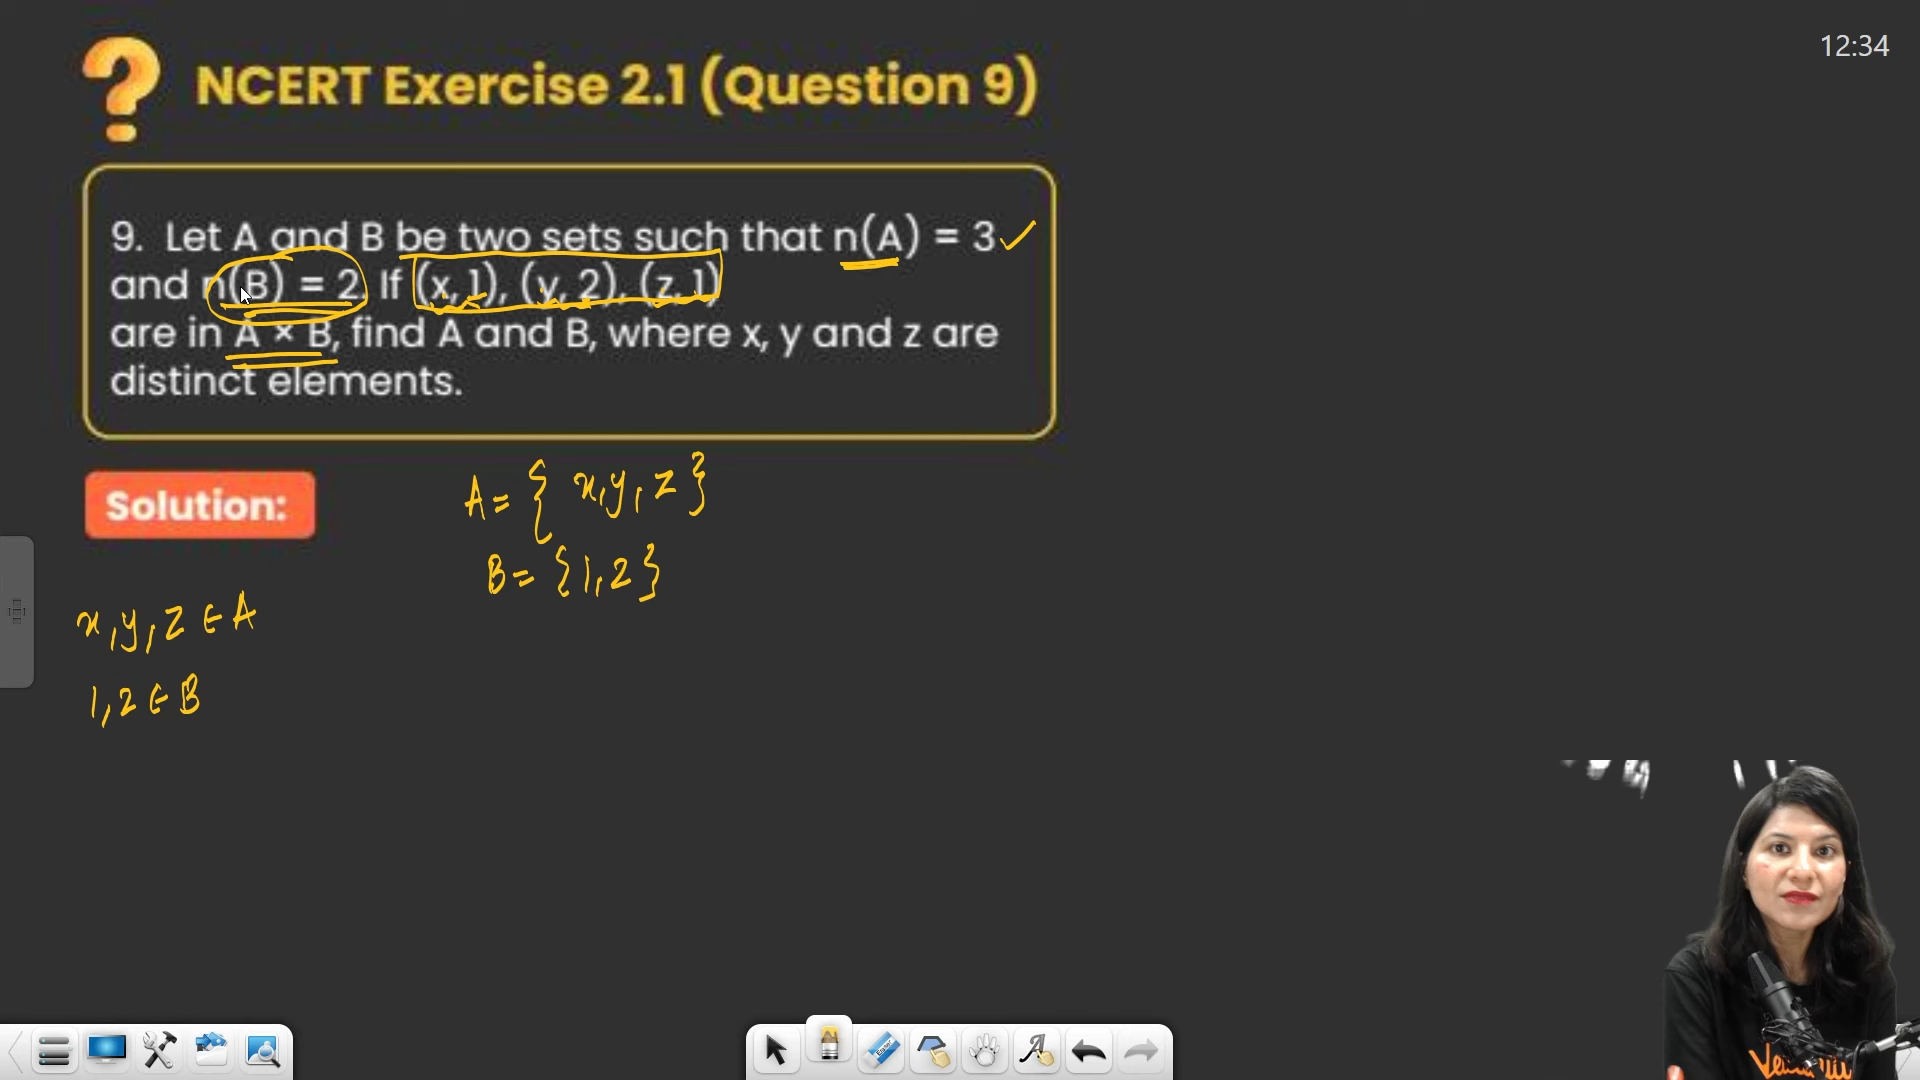 12:34
NCERT Exercise 2.1 (Question 9)
9. Let A and B be two sets such that n(A) = 3
and n(B) = 2. If (x, 1), (y, 2), (z, 1)
are in A × B, find A and B, where x, y and z are
distinct elements.
Solution:
A = { x, y, z }
B = { 1, 2 }
x, y, z ∈ A
1, 2 ∈ B